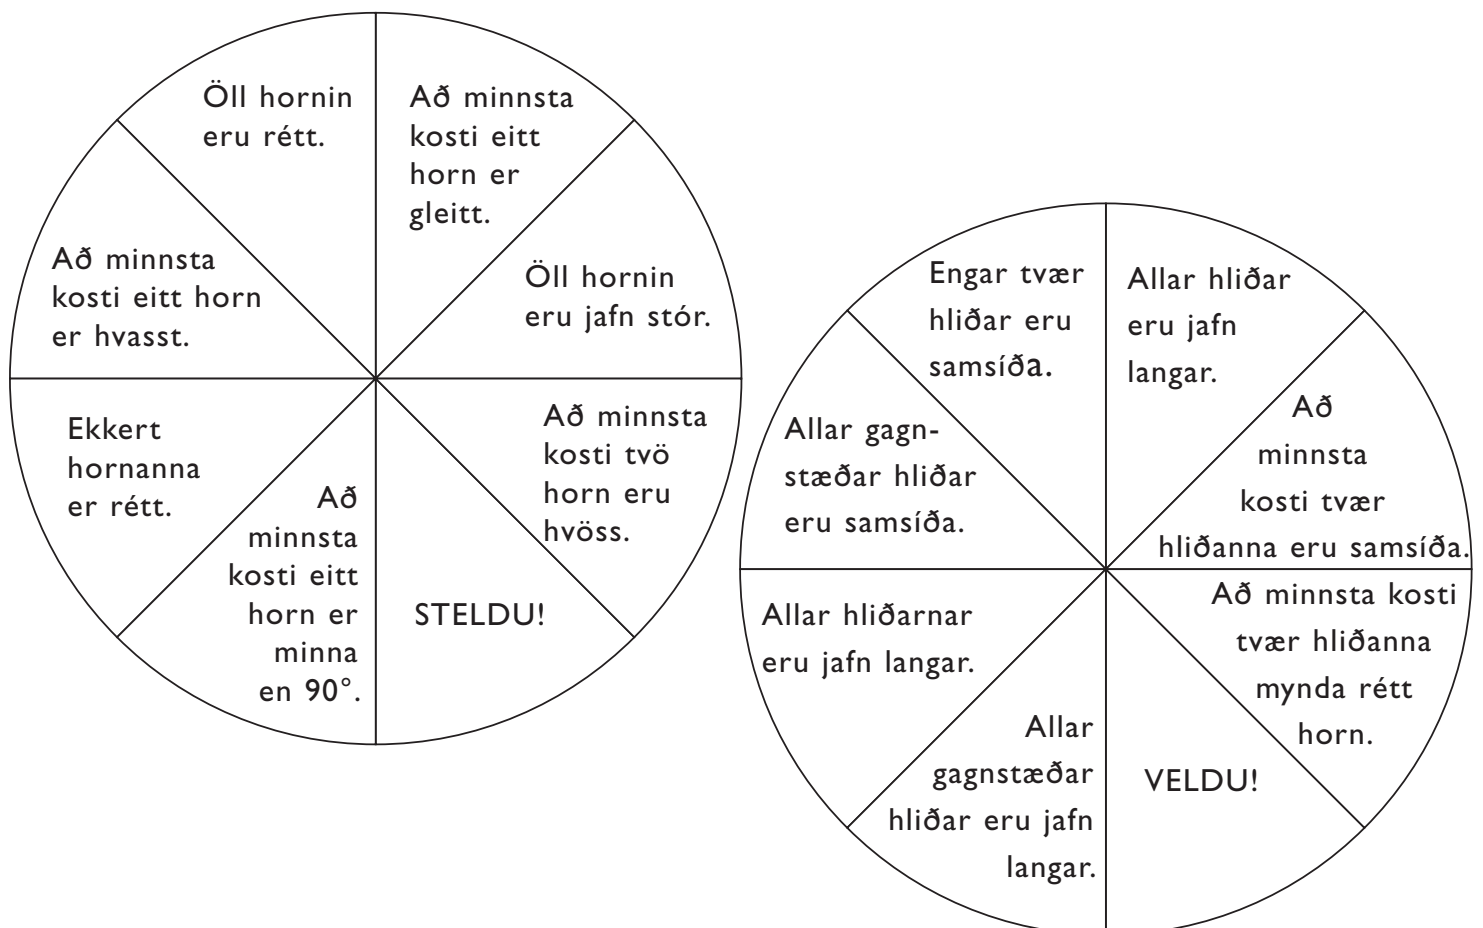 Öll hornin
eru rétt.
Að minnsta
kosti eitt
horn er
gleitt.
Öll hornin
eru jafn stór.
Að minnsta
kosti tvö
horn eru
hvöss.
STELDU!
Að
minnsta
kosti eitt
horn er
minna
en 90°.
Ekkert
hornanna
er rétt.
Að minnsta
kosti eitt horn
er hvasst.
Engar tvær
hliðar eru
samsíða.
Allar hliðar
eru jafn
langar.
Að
minnsta
kosti tvær
hliðanna eru samsíða.
Að minnsta kosti
tvær hliðanna
mynda rétt
horn.
VELDU!
Allar
gagnstæðar
hliðar eru jafn
langar.
Allar hliðarnar
eru jafn langar.
Allar gagn-
stæðar hliðar
eru samsíða.